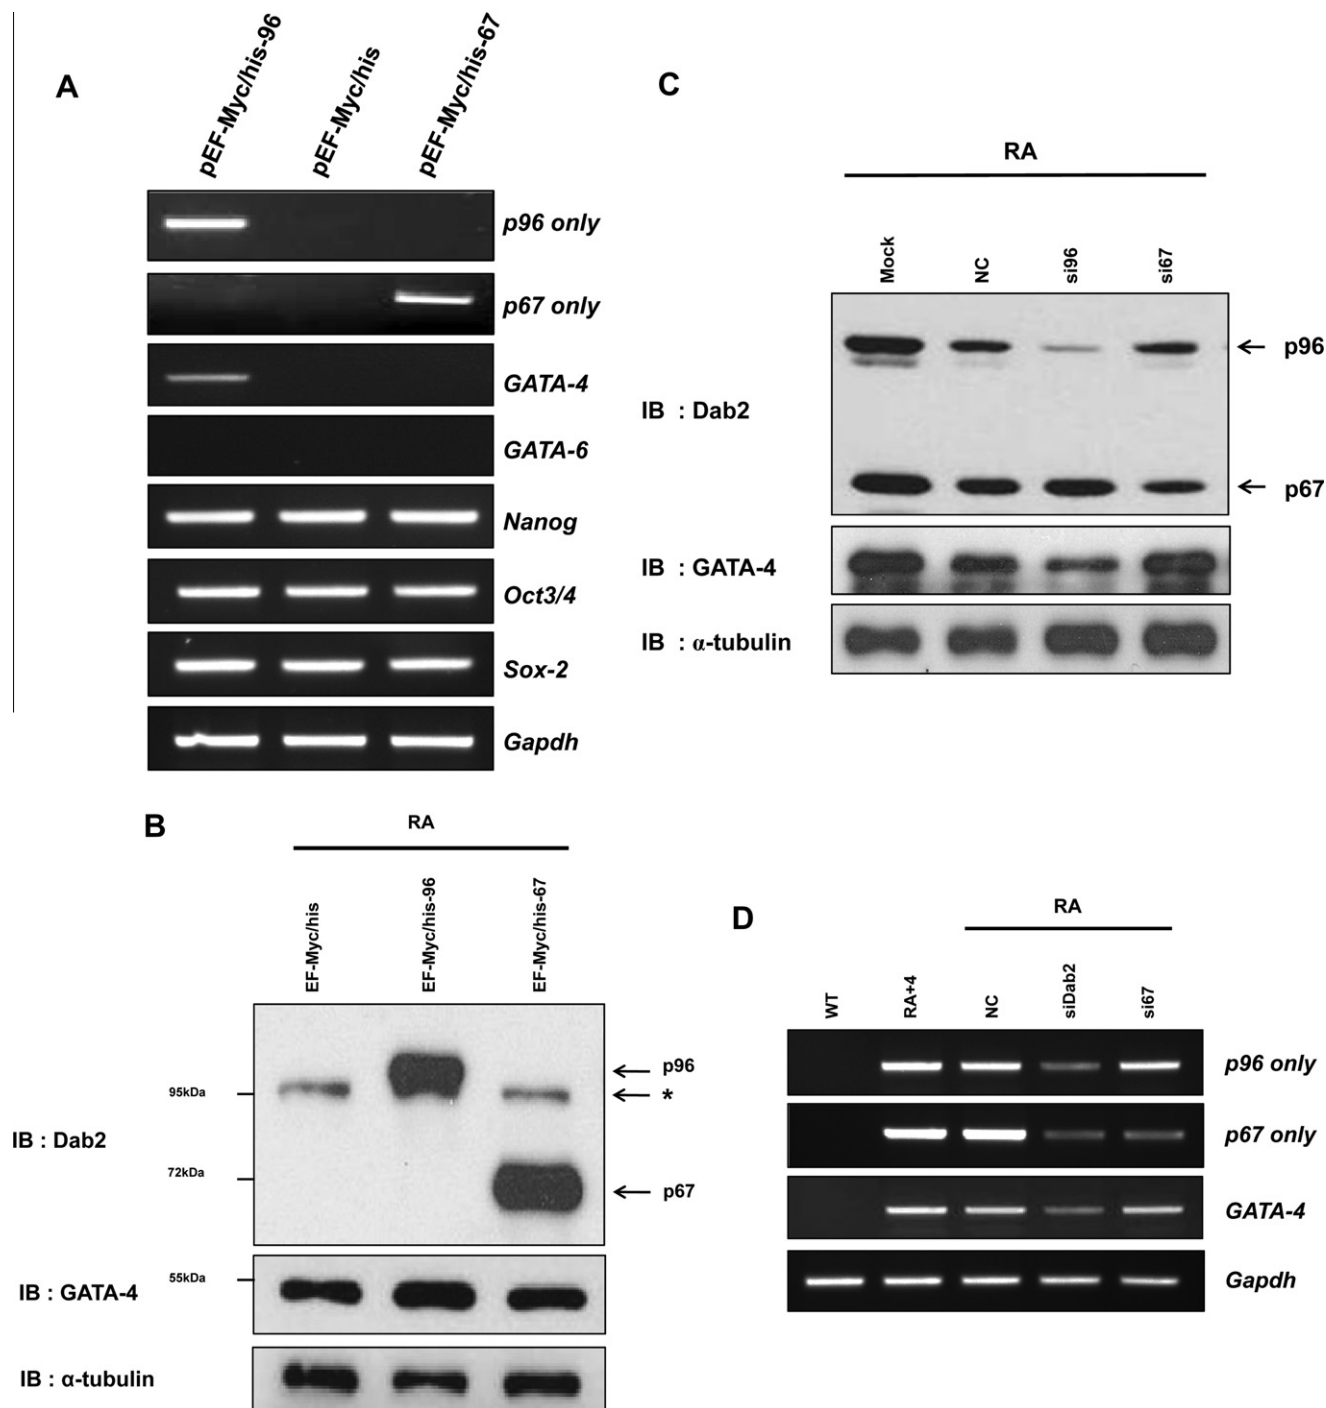 A
pEF-Myc/his-96
pEF-Myc/his
pEF-Myc/his-67
p96 only
p67 only
GATA-4
GATA-6
Nanog
Oct3/4
Sox-2
Gapdh
B
RA
EF-Myc/his
EF-Myc/his-96
EF-Myc/his-67
95kDa
72kDa
55kDa
p96
*
p67
IB : Dab2
IB : GATA-4
IB : α-tubulin
C
RA
Mock
NC
si96
si67
p96
p67
IB : Dab2
IB : GATA-4
IB : α-tubulin
D
RA
WT
RA+4
NC
siDab2
si67
p96 only
p67 only
GATA-4
Gapdh